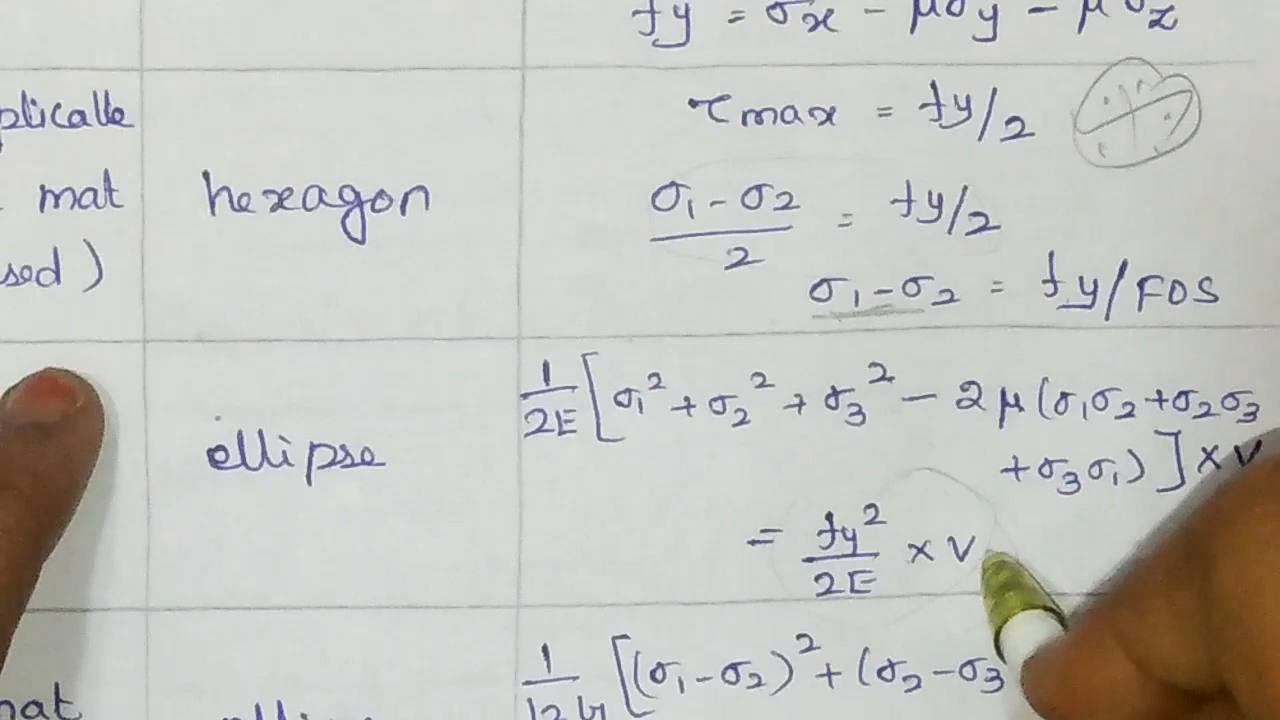 fy = σx - μσy - μσz
plicable
mat
sed)
hexagon
τmax = fy/2
(σ1 - σ2)/2 = fy/2
σ1 - σ2 = fy/FOS
ellipse
1/2E [σ1² + σ2² + σ3² - 2μ(σ1σ2 + σ2σ3
+ σ3σ1)] × V
= fy²/2E × V
1/12G [(σ1 - σ2)² + (σ2 - σ3
mat